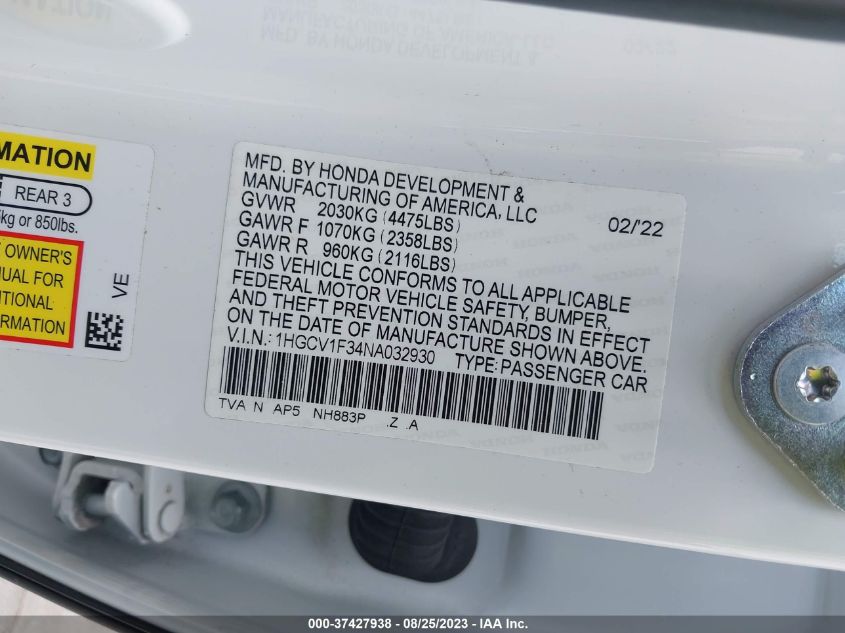 MATION
REAR 3
kg or 850lbs.
OWNER'S
UAL FOR
ITIONAL
ORMATION
VE
MFD. BY HONDA DEVELOPMENT &
MANUFACTURING OF AMERICA, LLC
GVWR 2030KG (4475LBS) 02/'22
GAWR F 1070KG (2358LBS)
GAWR R 960KG (2116LBS)
THIS VEHICLE CONFORMS TO ALL APPLICABLE
FEDERAL MOTOR VEHICLE SAFETY, BUMPER,
AND THEFT PREVENTION STANDARDS IN EFFECT
ON THE DATE OF MANUFACTURE SHOWN ABOVE.
V.I.N.: 1HGCV1F34NA032930 TYPE:PASSENGER CAR
TVA N AP5 NH883P .Z .A
000-37427938 - 08/25/2023 - IAA Inc.